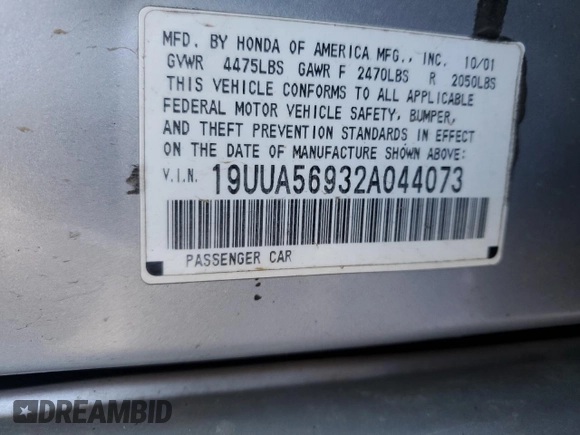 MFD. BY HONDA OF AMERICA MFG., INC. 10/01
GVWR 4475LBS GAWR F 2470LBS R 2050LBS
THIS VEHICLE CONFORMS TO ALL APPLICABLE
FEDERAL MOTOR VEHICLE SAFETY, BUMPER,
AND THEFT PREVENTION STANDARDS IN EFFECT
ON THE DATE OF MANUFACTURE SHOWN ABOVE:
V.I.N. 19UUA56932A044073
PASSENGER CAR
DREAMBID